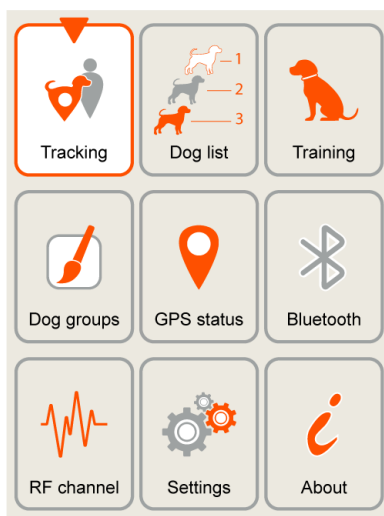 1
2
3
Tracking
Dog list
Training
Dog groups
GPS status
Bluetooth
RF channel
Settings
About